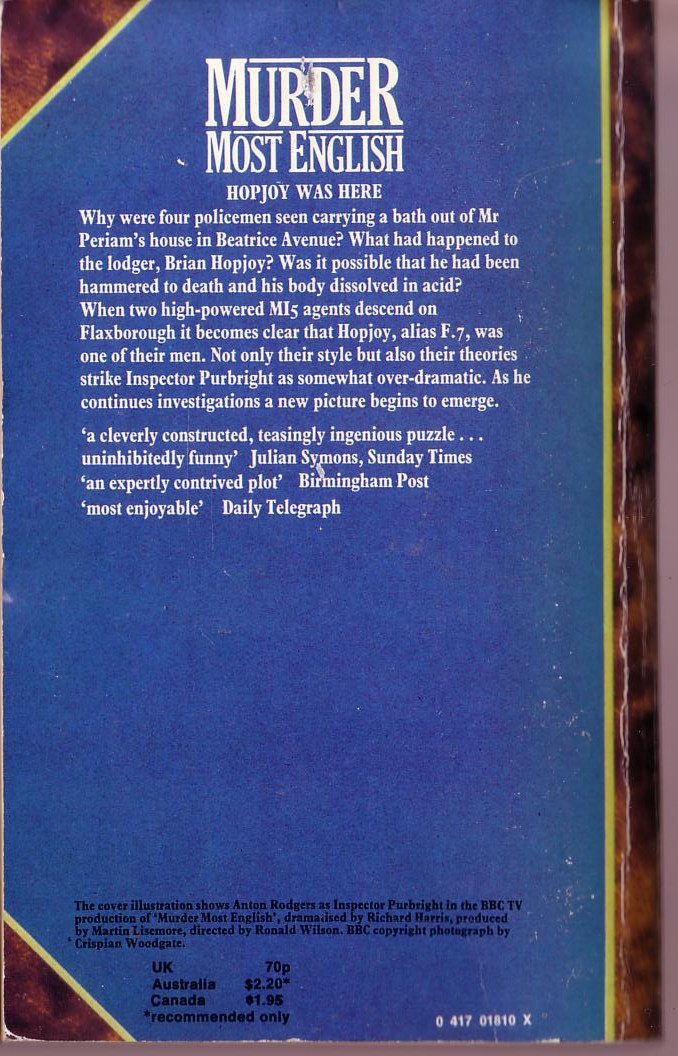 MURDER
MOST ENGLISH
HOPJOY WAS HERE
Why were four policemen seen carrying a bath out of Mr
Periam's house in Beatrice Avenue? What had happened to
the lodger, Brian Hopjoy? Was it possible that he had been
hammered to death and his body dissolved in acid?
When two high-powered MI5 agents descend on
Flaxborough it becomes clear that Hopjoy, alias F.7, was
one of their men. Not only their style but also their theories
strike Inspector Purbright as somewhat over-dramatic. As he
continues investigations a new picture begins to emerge.
'a cleverly constructed, teasingly ingenious puzzle . . .
uninhibitedly funny' Julian Symons, Sunday Times
'an expertly contrived plot' Birmingham Post
'most enjoyable' Daily Telegraph
The cover illustration shows Anton Rodgers as Inspector Purbright in the BBC TV
production of 'Murder Most English', dramatised by Richard Harris, produced
by Martin Lisemore, directed by Ronald Wilson. BBC copyright photograph by
Crispian Woodgate.
UK 70p
Australia $2.20*
Canada $1.95
*recommended only
0 417 01810 X